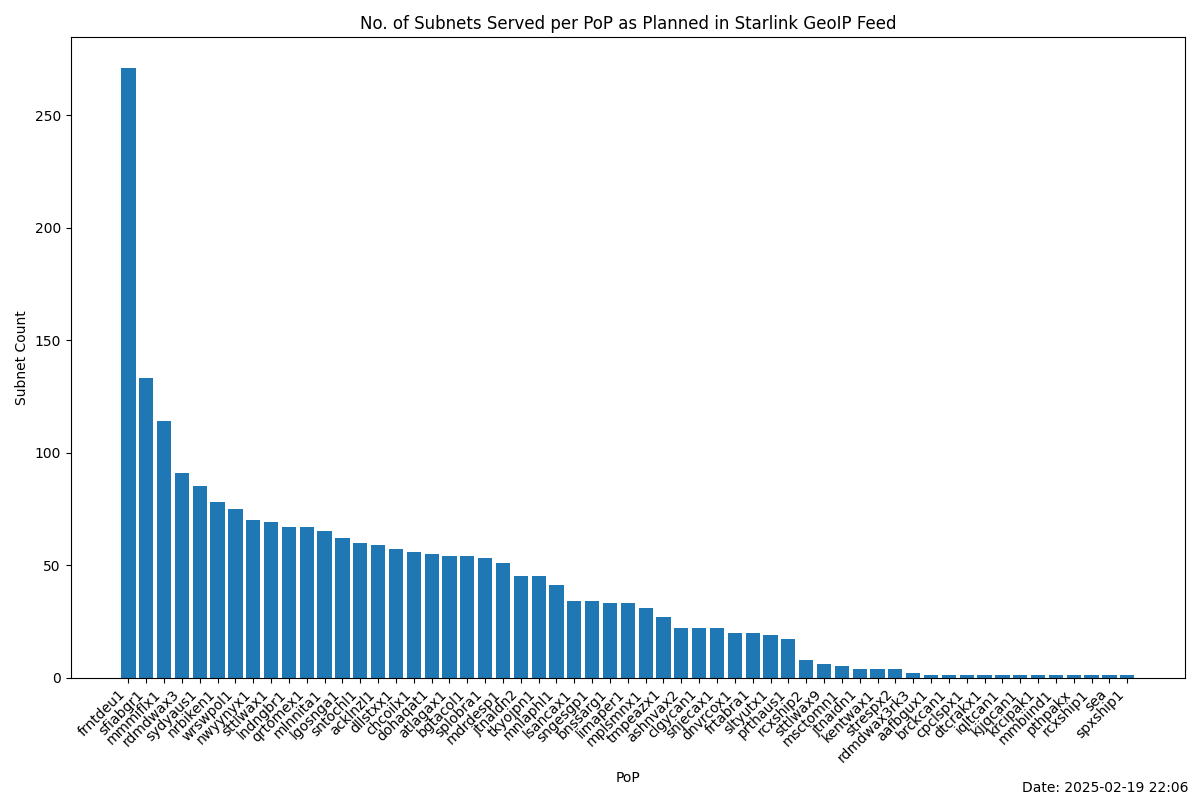 No. of Subnets Served per PoP as Planned in Starlink GeoIP Feed
Subnet Count
250
200
150
100
50
0
frntdeu1
sfiabgr1
mmmiflx1
rdmdwax3
sydyaus1
nrbiken1
wrswpoll1
nwyynyx1
sttlwax1
lndngbr1
qrtomex1
mlnnita1
lgosnga1
sntochl1
acklnzl1
dllstxx1
chcoilx1
dohaqat1
atlagax1
bgtacol1
splobra1
mdrdesp1
jtnaidn2
tkyojpn1
mnlaphl1
lsancax1
sngesgp1
bnssarg1
limaper1
mplsmnx1
tmpeazx1
ashnvax2
clgycan1
snjecax1
dnvrcox1
frtabra1
sltyutx1
prthaus1
rcxship2
sttlwax9
msctomn1
jtnaidn1
kenttwax1
strespx2
rdmdwax3rk3
aafbgux1
brckcan1
cpclspx1
dtcrakx1
iqltcan1
kjlqcan1
krcipak1
mmbiind1
pthpakx
rcxship1
sea
spxship1
PoP
Date: 2025-02-19 22:06